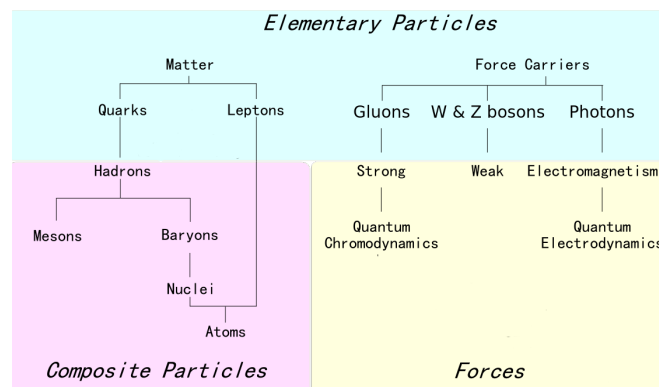 Elementary Particles
Matter
Force Carriers
Quarks
Leptons
Gluons
W & Z bosons
Photons
Hadrons
Strong
Weak
Electromagnetism
Mesons
Baryons
Quantum
Chromodynamics
Quantum
Electrodynamics
Nuclei
Atoms
Composite Particles
Forces